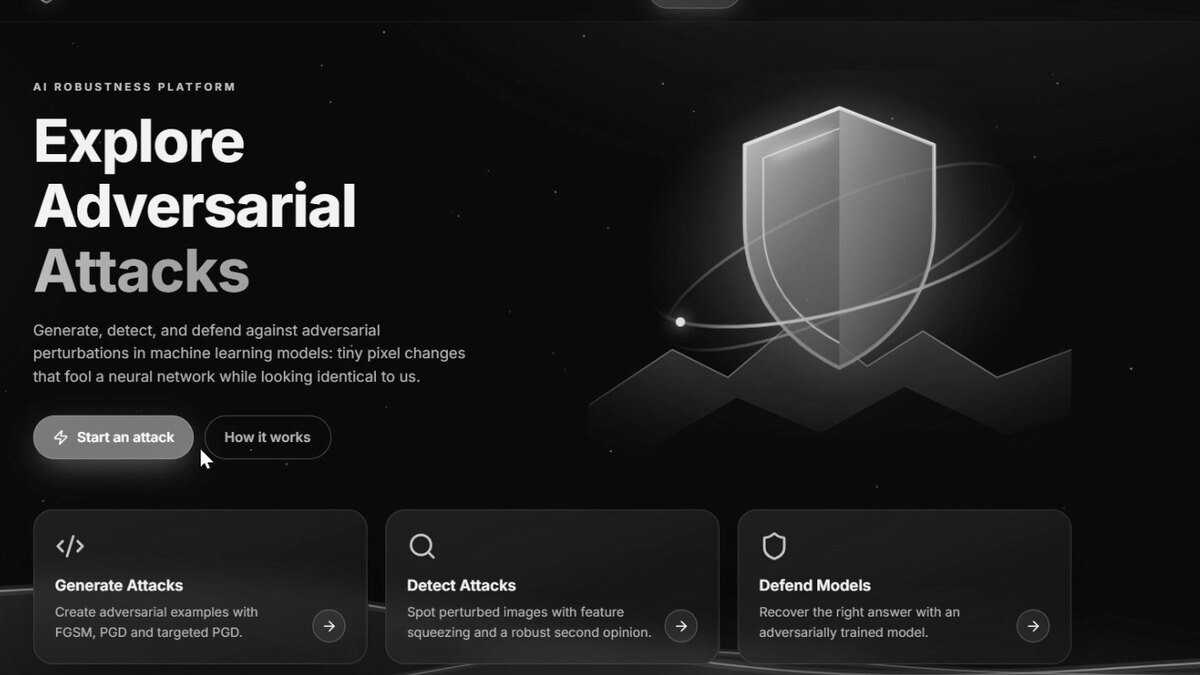 AI ROBUSTNESS PLATFORM
Explore
Adversarial
Attacks
Generate, detect, and defend against adversarial
perturbations in machine learning models: tiny pixel changes
that fool a neural network while looking identical to us.
Start an attack
How it works
Generate Attacks
Create adversarial examples with
FGSM, PGD and targeted PGD.
Detect Attacks
Spot perturbed images with feature
squeezing and a robust second opinion.
Defend Models
Recover the right answer with an
adversarially trained model.